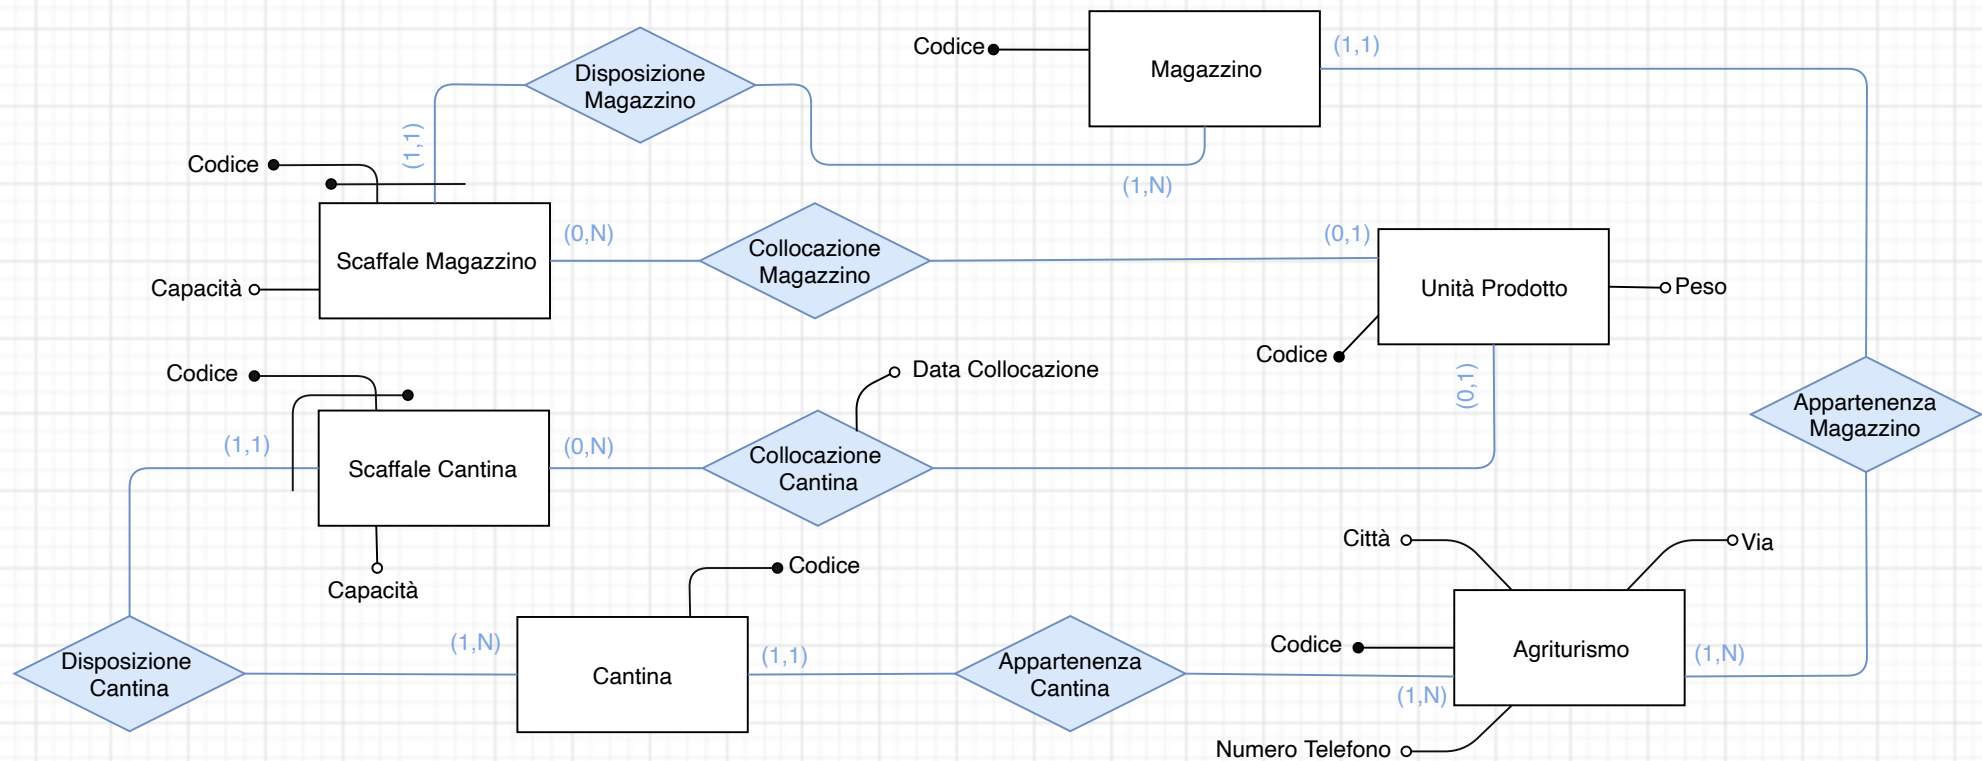 Codice
Magazzino
(1,1)
Disposizione
Magazzino
(1,1)
Codice
(1,N)
Scaffale Magazzino
(0,N)
Collocazione
Magazzino
(0,1)
Unità Prodotto
Peso
Capacità
Codice
Codice
Data Collocazione
(0,1)
Appartenenza
Magazzino
(1,1)
Scaffale Cantina
(0,N)
Collocazione
Cantina
Città
Via
Capacità
Codice
Disposizione
Cantina
(1,N)
Cantina
(1,1)
Appartenenza
Cantina
Codice
Agriturismo
(1,N)
(1,N)
Numero Telefono